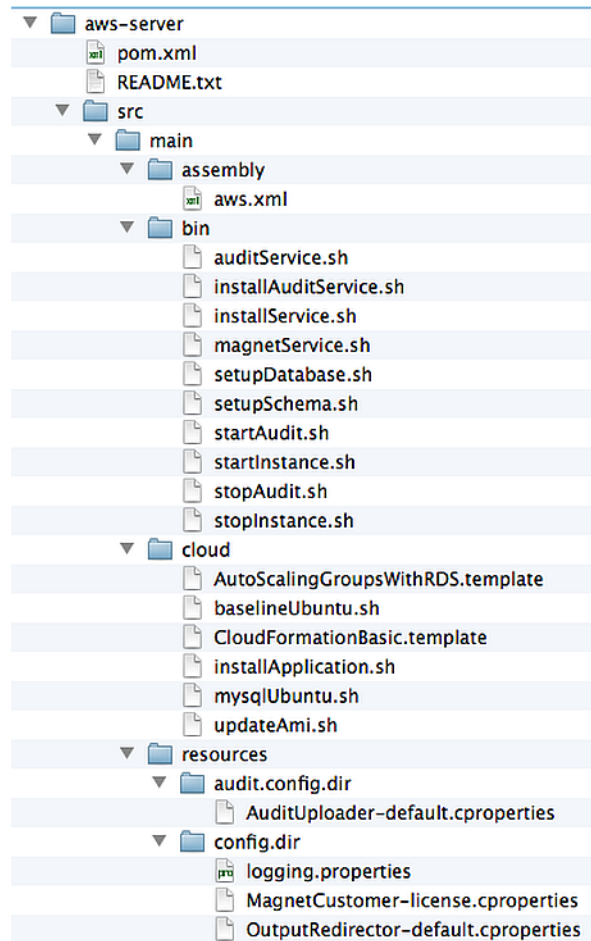 aws-server
pom.xml
README.txt
src
main
assembly
aws.xml
bin
auditService.sh
installAuditService.sh
installService.sh
magnetService.sh
setupDatabase.sh
setupSchema.sh
startAudit.sh
startInstance.sh
stopAudit.sh
stopInstance.sh
cloud
AutoScalingGroupsWithRDS.template
baselineUbuntu.sh
CloudFormationBasic.template
installApplication.sh
mysqlUbuntu.sh
updateAmi.sh
resources
audit.config.dir
AuditUploader-default.cproperties
config.dir
logging.properties
MagnetCustomer-license.cproperties
OutputRedirector-default.cproperties